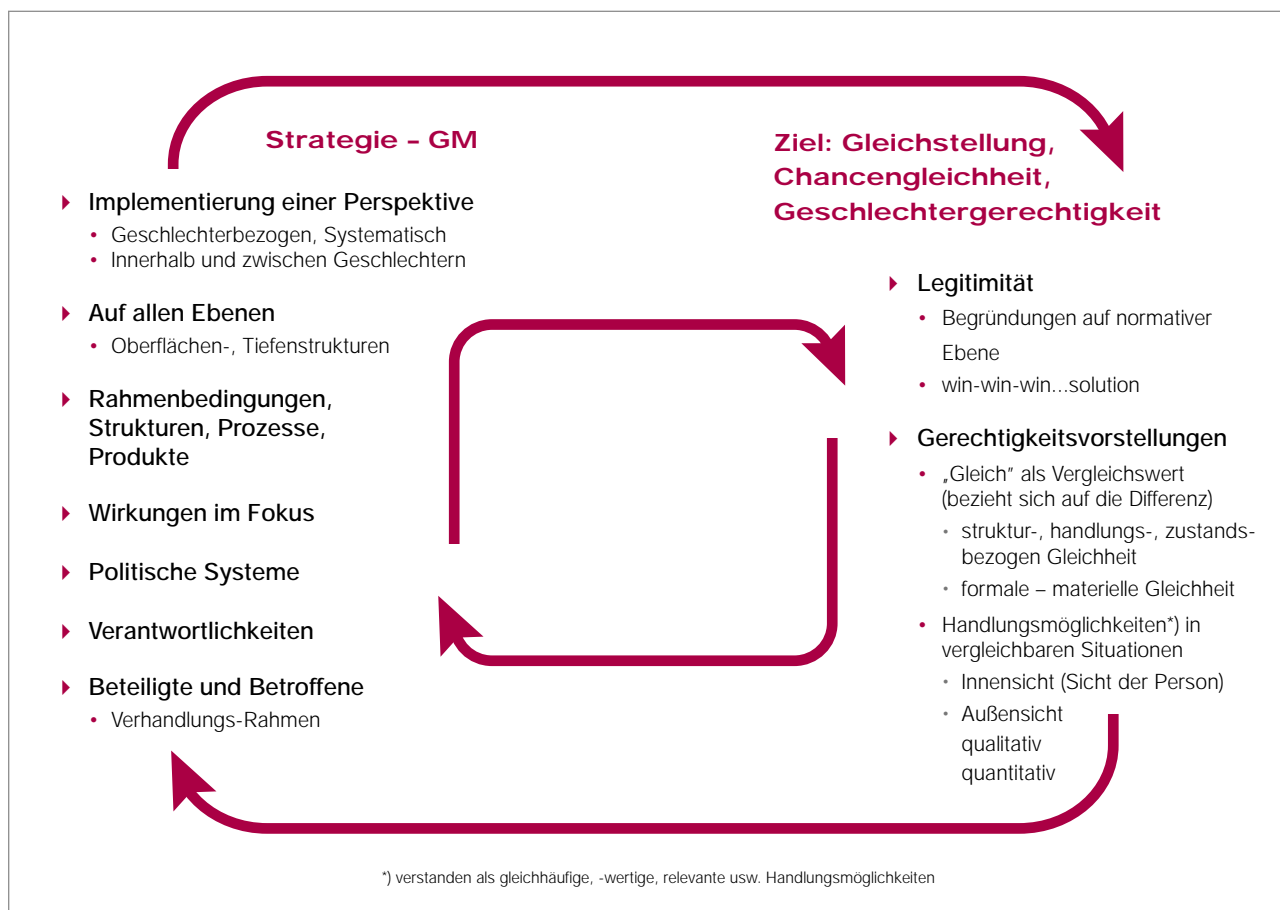 Strategie – GM
Implementierung einer Perspektive
Geschlechterbezogen, Systematisch
Innerhalb und zwischen Geschlechtern
Auf allen Ebenen
Oberflächen-, Tiefenstrukturen
Rahmenbedingungen,
Strukturen, Prozesse,
Produkte
Wirkungen im Fokus
Politische Systeme
Verantwortlichkeiten
Beteiligte und Betroffene
Verhandlungs-Rahmen
Ziel: Gleichstellung,
Chancengleichheit,
Geschlechtergerechtigkeit
Legitimität
Begründungen auf normativer
Ebene
win-win-win...solution
Gerechtigkeitsvorstellungen
„Gleich” als Vergleichswert
(bezieht sich auf die Differenz)
struktur-, handlungs-, zustands-
bezogen Gleichheit
formale – materielle Gleichheit
Handlungsmöglichkeiten*) in
vergleichbaren Situationen
Innensicht (Sicht der Person)
Außensicht
qualitativ
quantitativ
*) verstanden als gleichhäufige, -wertige, relevante usw. Handlungsmöglichkeiten